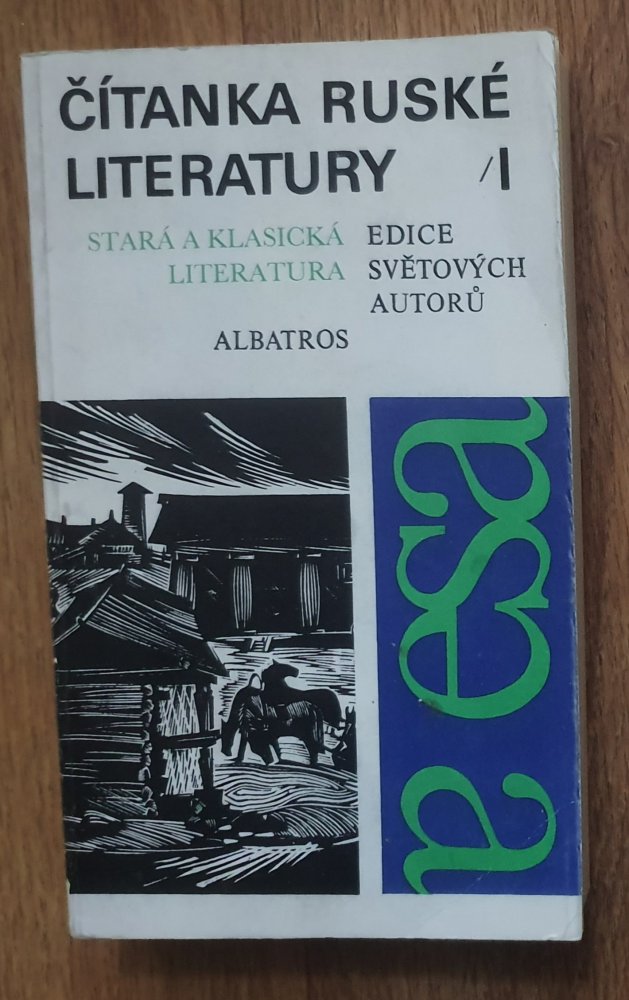 ČÍTANKA RUSKÉ
LITERATURY /I
STARÁ A KLASICKÁ
LITERATURA
EDICE
SVĚTOVÝCH
AUTORŮ
ALBATROS
esa
a